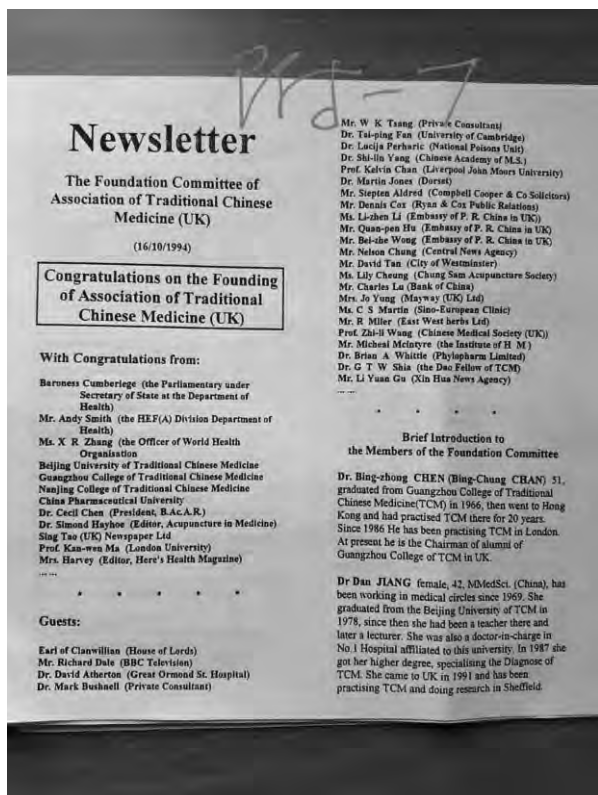 Newsletter
The Foundation Committee of
Association of Traditional Chinese
Medicine (UK)
(16/10/1994)
Congratulations on the Founding
of Association of Traditional
Chinese Medicine (UK)
With Congratulations from:
Baroness Cumberlege (the Parliamentary under
Secretary of State at the Department of
Health)
Mr. Andy Smith (the HEF(A) Division Department of
Health)
Ms. X R Zhang (the Officer of World Health
Organisation
Beijing University of Traditional Chinese Medicine
Guangzhou College of Traditional Chinese Medicine
Nanjing College of Traditional Chinese Medicine
China Pharmaceutical University
Dr. Cecil Chen (President, B.Ac.A.R.)
Dr. Simond Hayhoe (Editor, Acupuncture in Medicine)
Sing Tao (UK) Newspaper Ltd
Prof. Kan-wen Ma (London University)
Mrs. Harvey (Editor, Here's Health Magazine)
... ...
* * * * *
Guests:
Earl of Clanwillian (House of Lords)
Mr. Richard Dale (BBC Television)
Dr. David Atherton (Great Ormond St. Hospital)
Dr. Mark Bushnell (Private Consultant)
Mr. W K Tsang (Private Consultant)
Dr. Tai-ping Fan (University of Cambridge)
Dr. Lucija Perharic (National Poisons Unit)
Dr. Shi-lin Yang (Chinese Academy of M.S.)
Prof. Kelvin Chan (Liverpool John Moors University)
Dr. Martin Jones (Dorset)
Mr. Siepten Aldred (Campbell Cooper & Co Solicitors)
Mr. Dennis Cox (Ryan & Cox Public Relations)
Ms. Li-zhen Li (Embassy of P. R. China in UK))
Mr. Quan-pen Hu (Embassy of P. R. China in UK)
Mr. Bei-zhe Wong (Embassy of P. R. China in UK)
Mr. Nelson Chung (Central News Agency)
Mr. David Tan (City of Westminster)
Ms. Lily Cheung (Chung Sam Acupuncture Society)
Mr. Charles Lu (Bank of China)
Mrs. Jo Yung (Mayway (UK) Ltd)
Ms. C S Martin (Sino-European Clinic)
Mr. R Miler (East West herbs Ltd)
Prof. Zhi-li Wang (Chinese Medical Society (UK))
Mr. Micheal McIntyre (the Institute of H M)
Dr. Brian A Whittle (Phylopharm Limited)
Dr. G T W Shia (the Dao Fellow of TCM)
Mr. Li Yuan Gu (Xin Hua News Agency)
... ...
* * * * *
Brief Introduction to
the Members of the Foundation Committee
Dr. Bing-zhong CHEN (Bing-Chung CHAN) 51,
graduated from Guangzhou College of Traditional
Chinese Medicine(TCM) in 1966, then went to Hong
Kong and had practised TCM there for 20 years.
Since 1986 He has been practising TCM in London.
At present he is the Chairman of alumni of
Guangzhou College of TCM in UK.
Dr Dan JIANG female, 42, MMedSci. (China), has
been working in medical circles since 1969. She
graduated from the Beijing University of TCM in
1978, since then she had been a teacher there and
later a lecturer. She was also a doctor-in-charge in
No.1 Hospital affiliated to this university. In 1987 she
got her higher degree, specialising the Diagnose of
TCM. She came to UK in 1991 and has been
practising TCM and doing research in Sheffield.